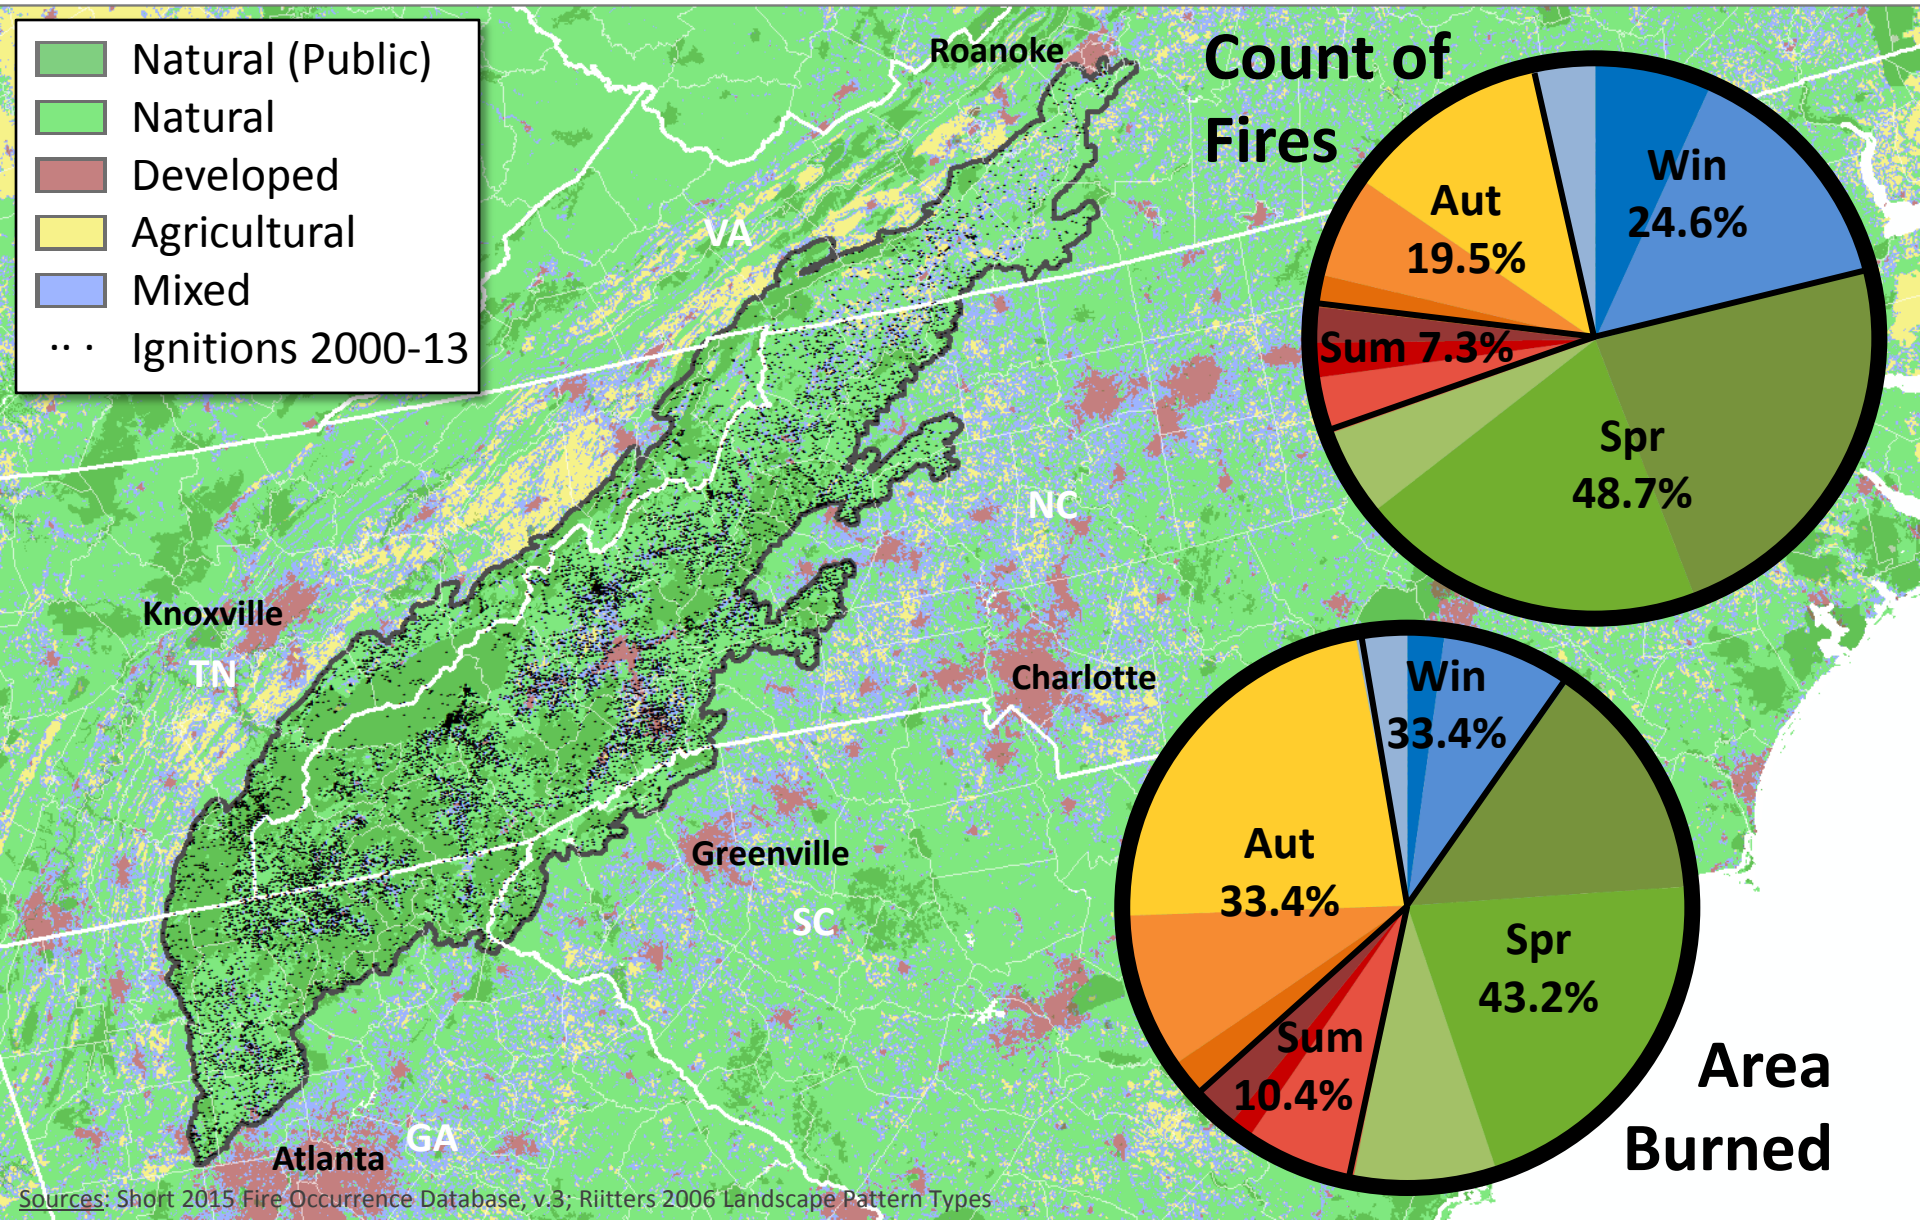 Natural (Public)
Natural
Developed
Agricultural
Mixed
Ignitions 2000-13
Roanoke
VA
Knoxville
TN
NC
Charlotte
Greenville
SC
GA
Atlanta
Count of
Fires
Win
24.6%
Aut
19.5%
Sum 7.3%
Spr
48.7%
Win
33.4%
Aut
33.4%
Spr
43.2%
Sum
10.4%
Area
Burned
Sources: Short 2015 Fire Occurrence Database, v.3; Riitters 2006 Landscape Pattern Types